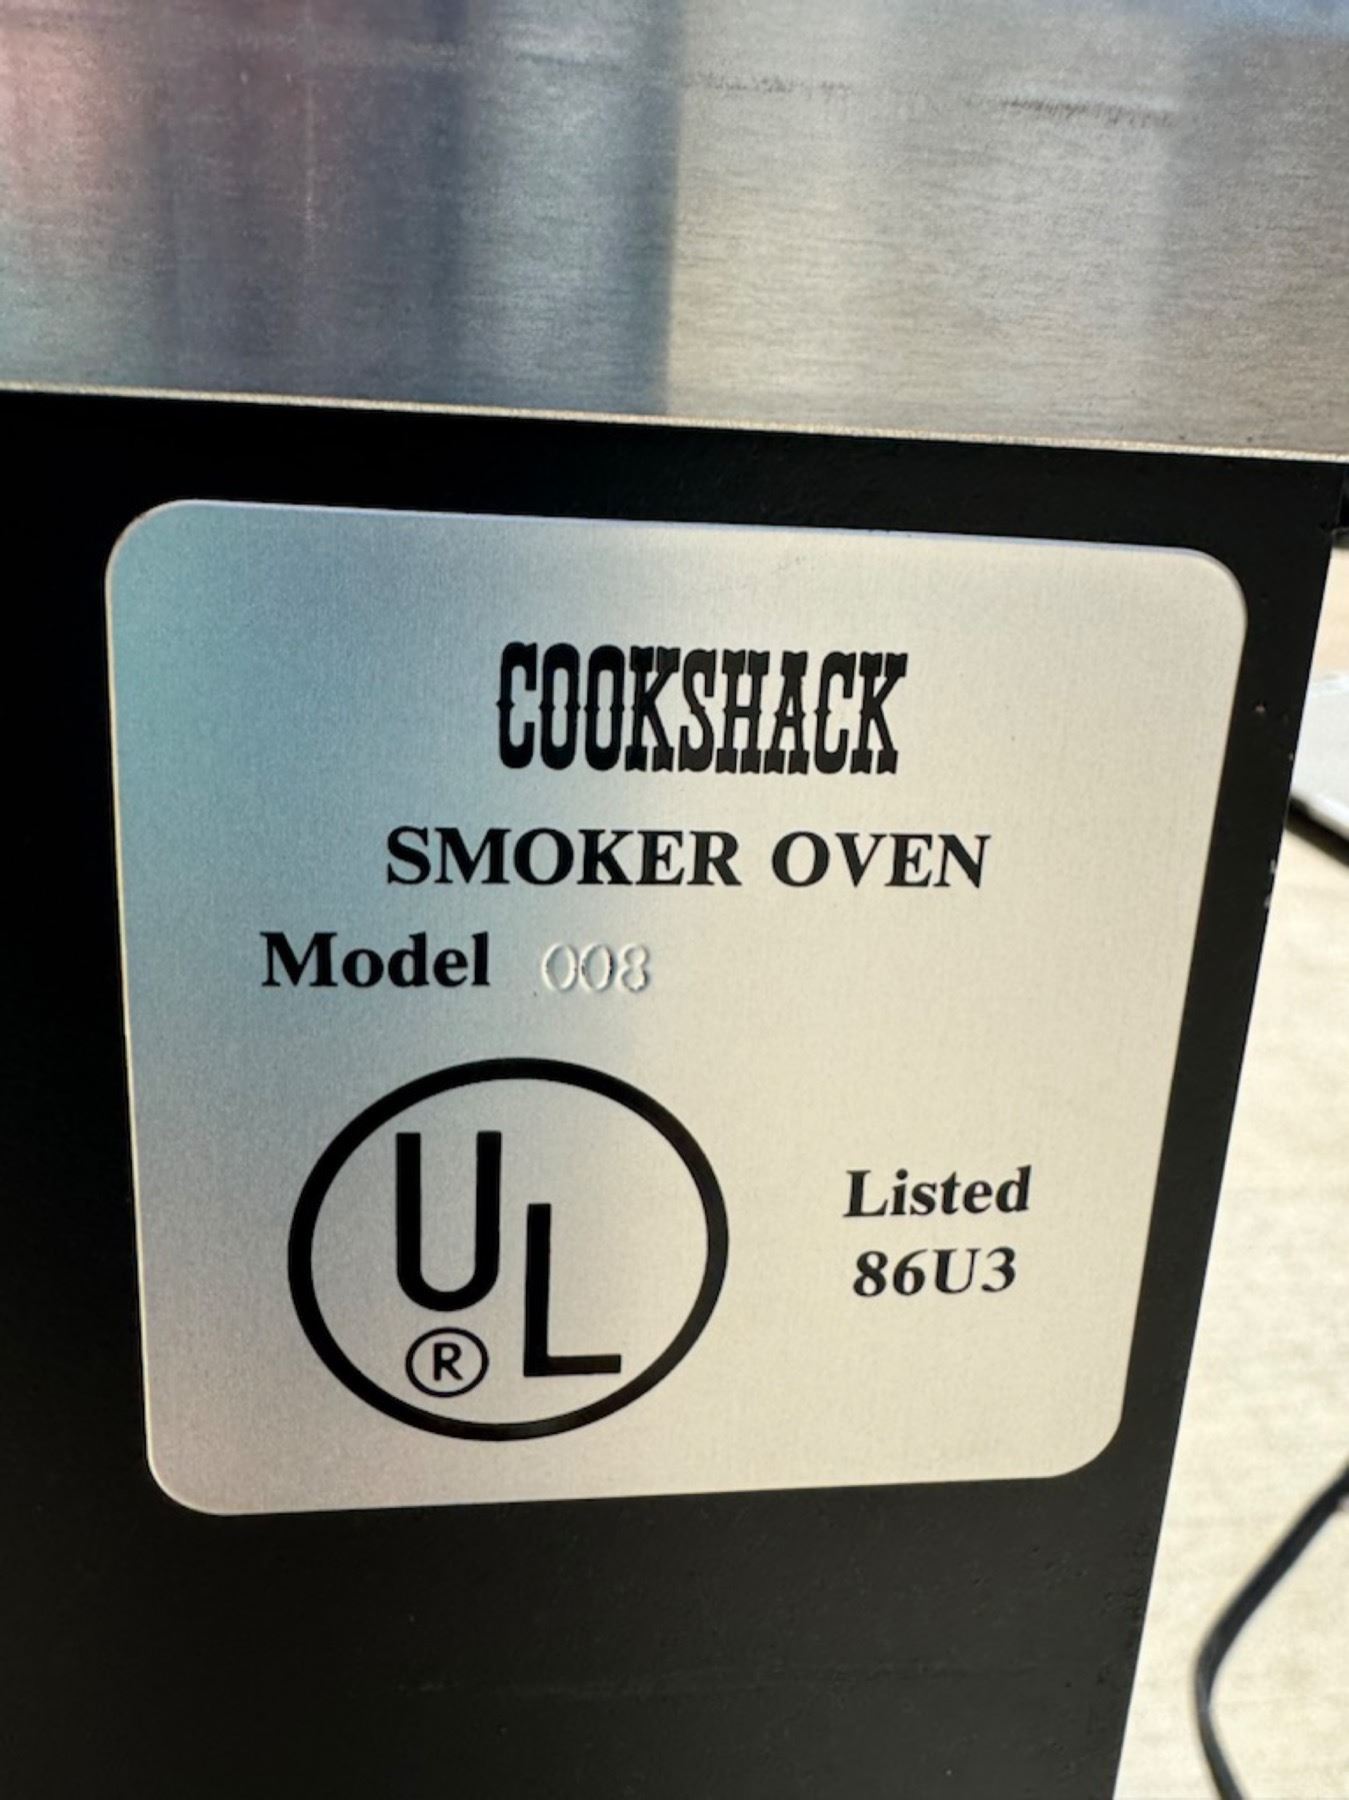 COOKSHACK
SMOKER OVEN
Model 008
UL
®
Listed
86U3